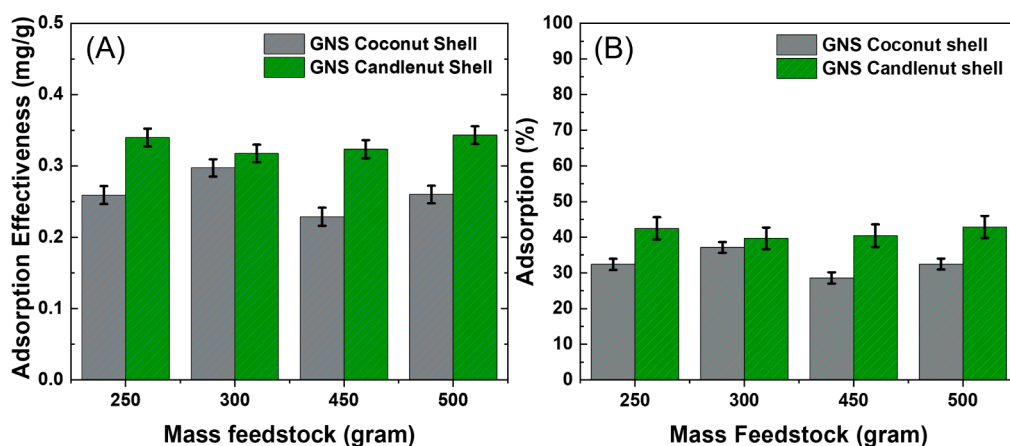 (A)
GNS Coconut Shell
GNS Candlenut Shell
Adsorption Effectiveness (mg/g)
0.5
0.4
0.3
0.2
0.1
0.0
250 300 450 500
Mass feedstock (gram)
(B)
GNS Coconut shell
GNS Candlenut shell
Adsorption (%)
100
90
80
70
60
50
40
30
20
10
0
250 300 450 500
Mass Feedstock (gram)